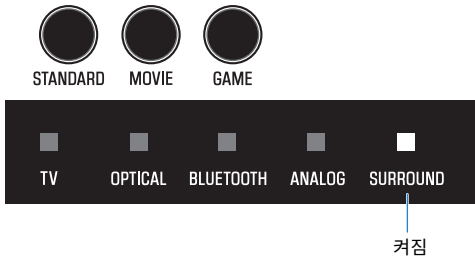 STANDARD MOVIE GAME
TV OPTICAL BLUETOOTH ANALOG SURROUND
켜짐